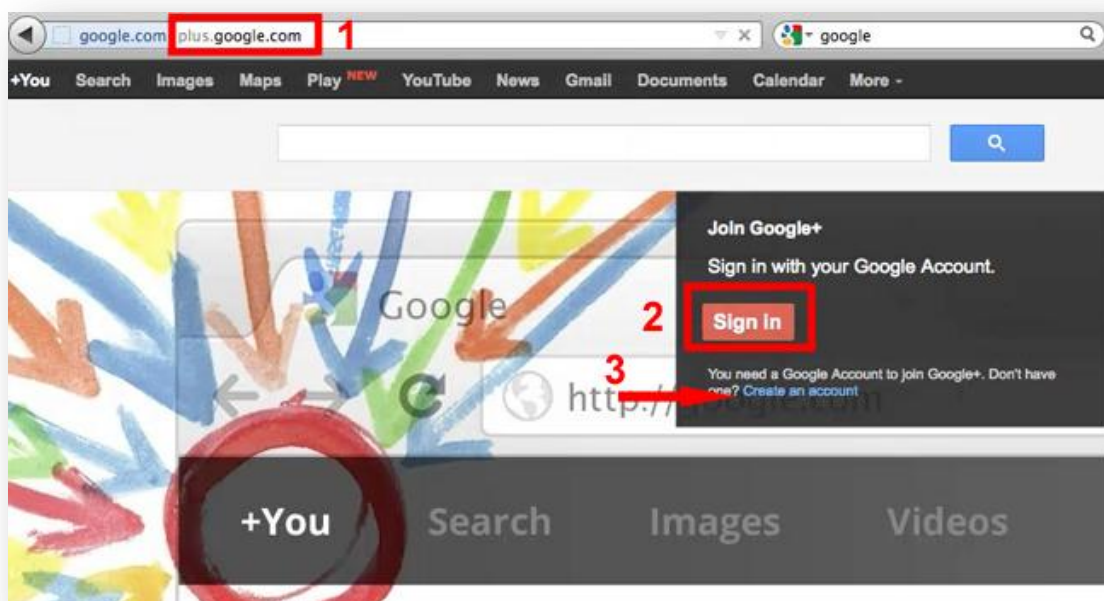 google.com plus.google.com 1 google
+You Search Images Maps Play NEW YouTube News Gmail Documents Calendar More
Join Google+
Sign in with your Google Account.
Google
2 Sign in
3 You need a Google Account to join Google+. Don't have
one? Create an account
+You Search Images Videos